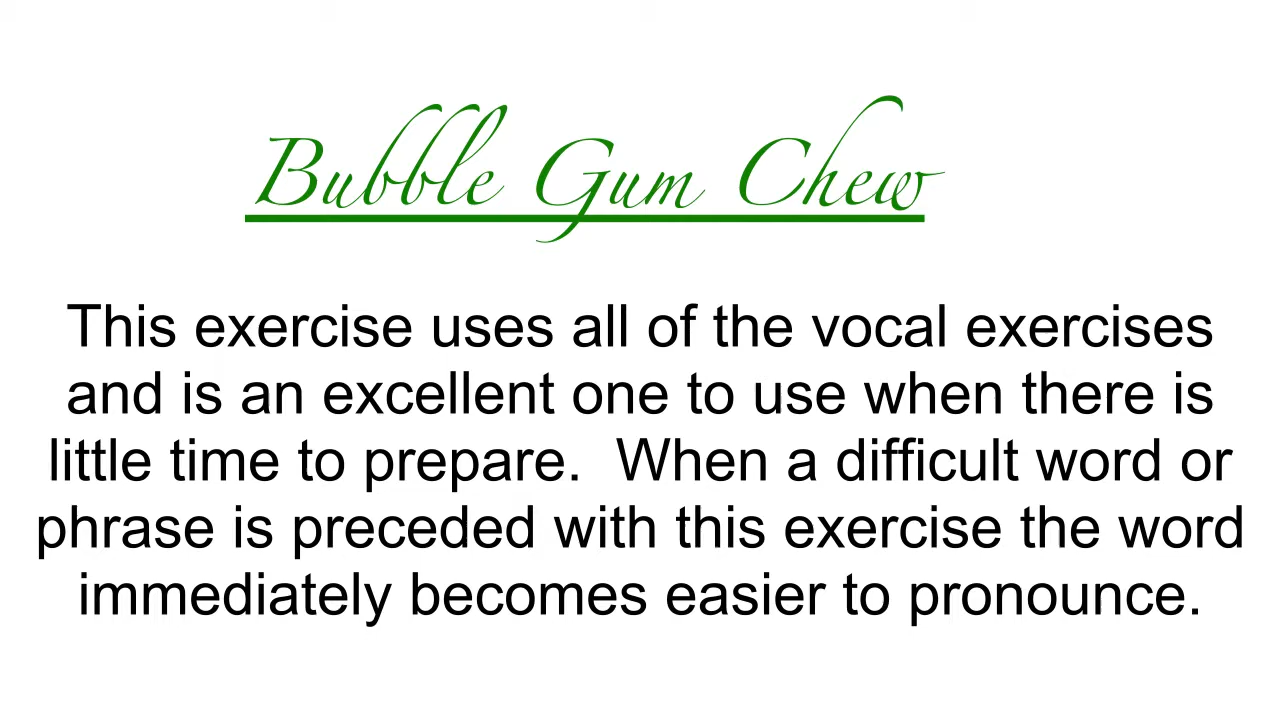 Bubble Gum Chew
This exercise uses all of the vocal exercises
and is an excellent one to use when there is
little time to prepare.  When a difficult word or
phrase is preceded with this exercise the word
immediately becomes easier to pronounce.